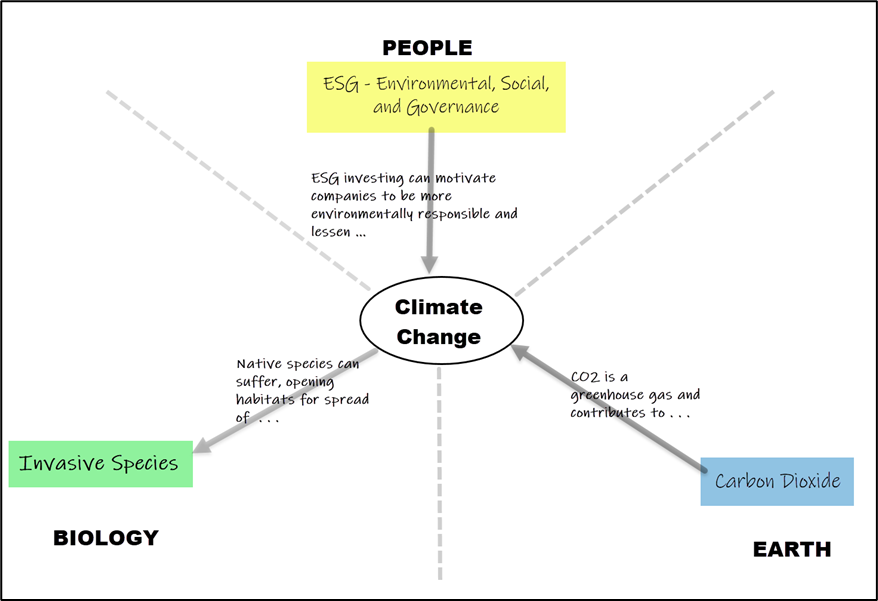 PEOPLE
ESG - Environmental, Social,
and Governance
ESG investing can motivate
companies to be more
environmentally responsible and
lessen ...
Climate
Change
Native species can
suffer, opening
habitats for spread
of . . .
CO2 is a
greenhouse gas and
contributes to . . .
Invasive Species
Carbon Dioxide
BIOLOGY
EARTH